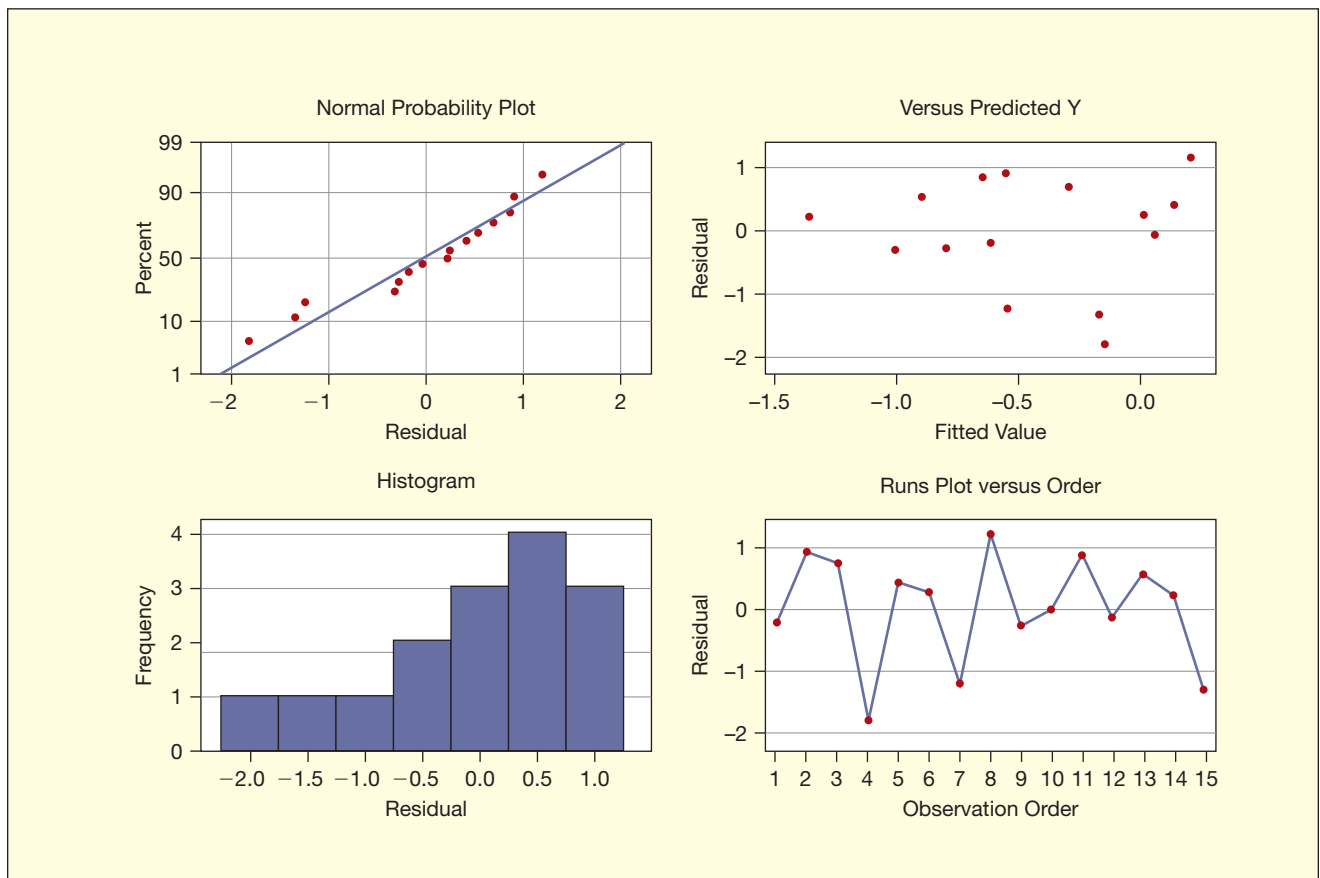 Normal Probability Plot
99
90
50
10
1
Percent
−2 −1 0 1 2
Residual
Versus Predicted Y
1
0
−1
−2
Residual
−1.5 −1.0 −0.5 0.0
Fitted Value
Histogram
4
3
2
1
0
Frequency
−2.0 −1.5 −1.0 −0.5 0.0 0.5 1.0
Residual
Runs Plot versus Order
1
0
−1
−2
Residual
1 2 3 4 5 6 7 8 9 10 11 12 13 14 15
Observation Order